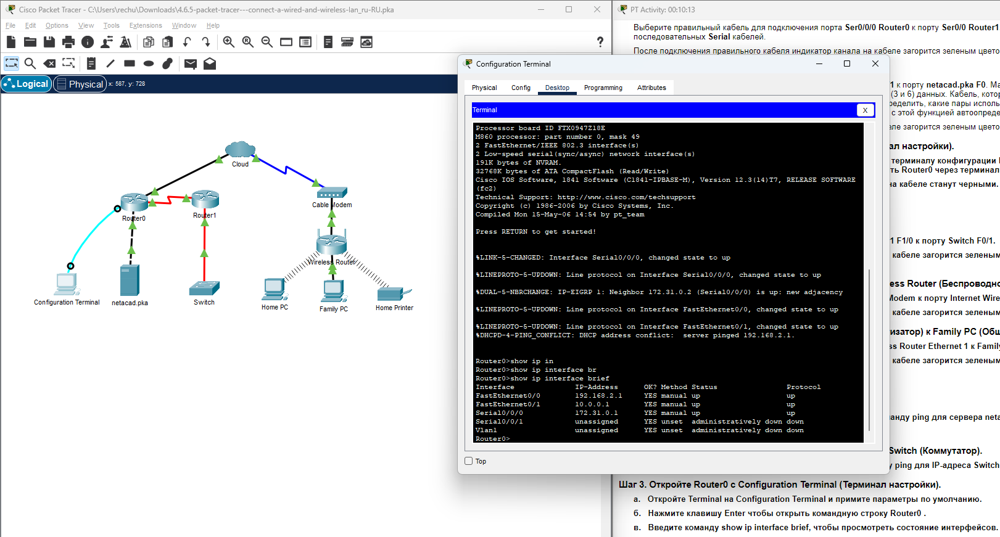 Cisco Packet Tracer - C:\Users\rechu\Downloads\4.6.5-packet-tracer---connect-a-wired-and-wireless-lan_ru-RU.pka
File Edit Options View Tools Extensions Window Help
Logical Physical x: 587, y: 728
Cloud
Cable Modem
Router0
Router1
Wireless Router
Configuration Terminal
netacad.pka
Switch
Home PC
Family PC
Home Printer
PT Activity: 00:10:13
Выберите правильный кабель для подключения порта Ser0/0/0 Router0 к порту Ser0/0 Router1
последовательных Serial кабелей.
После подключения правильного кабеля индикатор канала на кабеле загорится зеленым цвето
Configuration Terminal
Physical Config Desktop Programming Attributes
Terminal
X
Processor board ID FTX0947Z18E
M860 processor: part number 0, mask 49
2 FastEthernet/IEEE 802.3 interface(s)
2 Low-speed serial(sync/async) network interface(s)
191K bytes of NVRAM.
32768K bytes of ATA CompactFlash (Read/Write)
Cisco IOS Software, 1841 Software (C1841-IPBASE-M), Version 12.3(14)T7, RELEASE SOFTWARE
(fc2)
Technical Support: http://www.cisco.com/techsupport
Copyright (c) 1986-2006 by Cisco Systems, Inc.
Compiled Mon 15-May-06 14:54 by pt_team
Press RETURN to get started!
%LINK-5-CHANGED: Interface Serial0/0/0, changed state to up
%LINEPROTO-5-UPDOWN: Line protocol on Interface Serial0/0/0, changed state to up
%DUAL-5-NBRCHANGE: IP-EIGRP 1: Neighbor 172.31.0.2 (Serial0/0/0) is up: new adjacency
%LINEPROTO-5-UPDOWN: Line protocol on Interface FastEthernet0/0, changed state to up
%LINEPROTO-5-UPDOWN: Line protocol on Interface FastEthernet0/1, changed state to up
%DHCPD-4-PING_CONFLICT: DHCP address conflict: server pinged 192.168.2.1.
Router0>show ip in
Router0>show ip interface br
Router0>show ip interface brief
Interface IP-Address OK? Method Status Protocol
FastEthernet0/0 192.168.2.1 YES manual up up
FastEthernet0/1 10.0.0.1 YES manual up up
Serial0/0/0 172.31.0.1 YES manual up up
Serial0/0/1 unassigned YES unset administratively down down
Vlan1 unassigned YES unset administratively down down
Router0>
Top
1 к порту netacad.pka F0. Ма
(3 и 6) данных. Кабель, котор
ределить, какие пары исполь
с этой функцией автоопреде
еле загорится зеленым цвето
ал настройки).
терминалу конфигурации
ть Router0 через терминал
на кабеле станут черными.
1 F1/0 к порту Switch F0/1.
кабеле загорится зеленым
ess Router (Беспроводно
Modem к порту Internet Wire
кабеле загорится зеленым
изатор) к Family PC (Общ
ss Router Ethernet 1 к Family
кабеле загорится зеленым
анду ping для сервера neta
Switch (Коммутатор).
у ping для IP-адреса Switch
Шаг 3. Откройте Router0 с Configuration Terminal (Терминал настройки).
а. Откройте Terminal на Configuration Terminal и примите параметры по умолчанию.
б. Нажмите клавишу Enter чтобы открыть командную строку Router0 .
в. Введите команду show ip interface brief, чтобы просмотреть состояние интерфейсов.